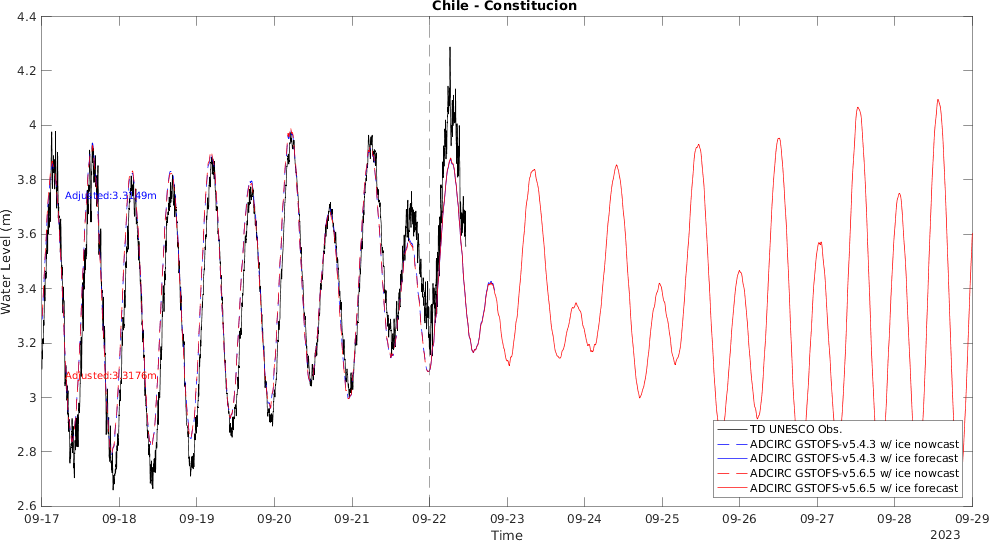 Chile - Constitucion
4.4
4.2
4
3.8
3.6
3.4
3.2
3
2.8
2.6
Water Level (m)
Adjusted:3.3249m
Adjusted:3.3176m
TD UNESCO Obs.
ADCIRC GSTOFS-v5.4.3 w/ ice nowcast
ADCIRC GSTOFS-v5.4.3 w/ ice forecast
ADCIRC GSTOFS-v5.6.5 w/ ice nowcast
ADCIRC GSTOFS-v5.6.5 w/ ice forecast
09-17 09-18 09-19 09-20 09-21 09-22 09-23 09-24 09-25 09-26 09-27 09-28 09-29
Time
2023